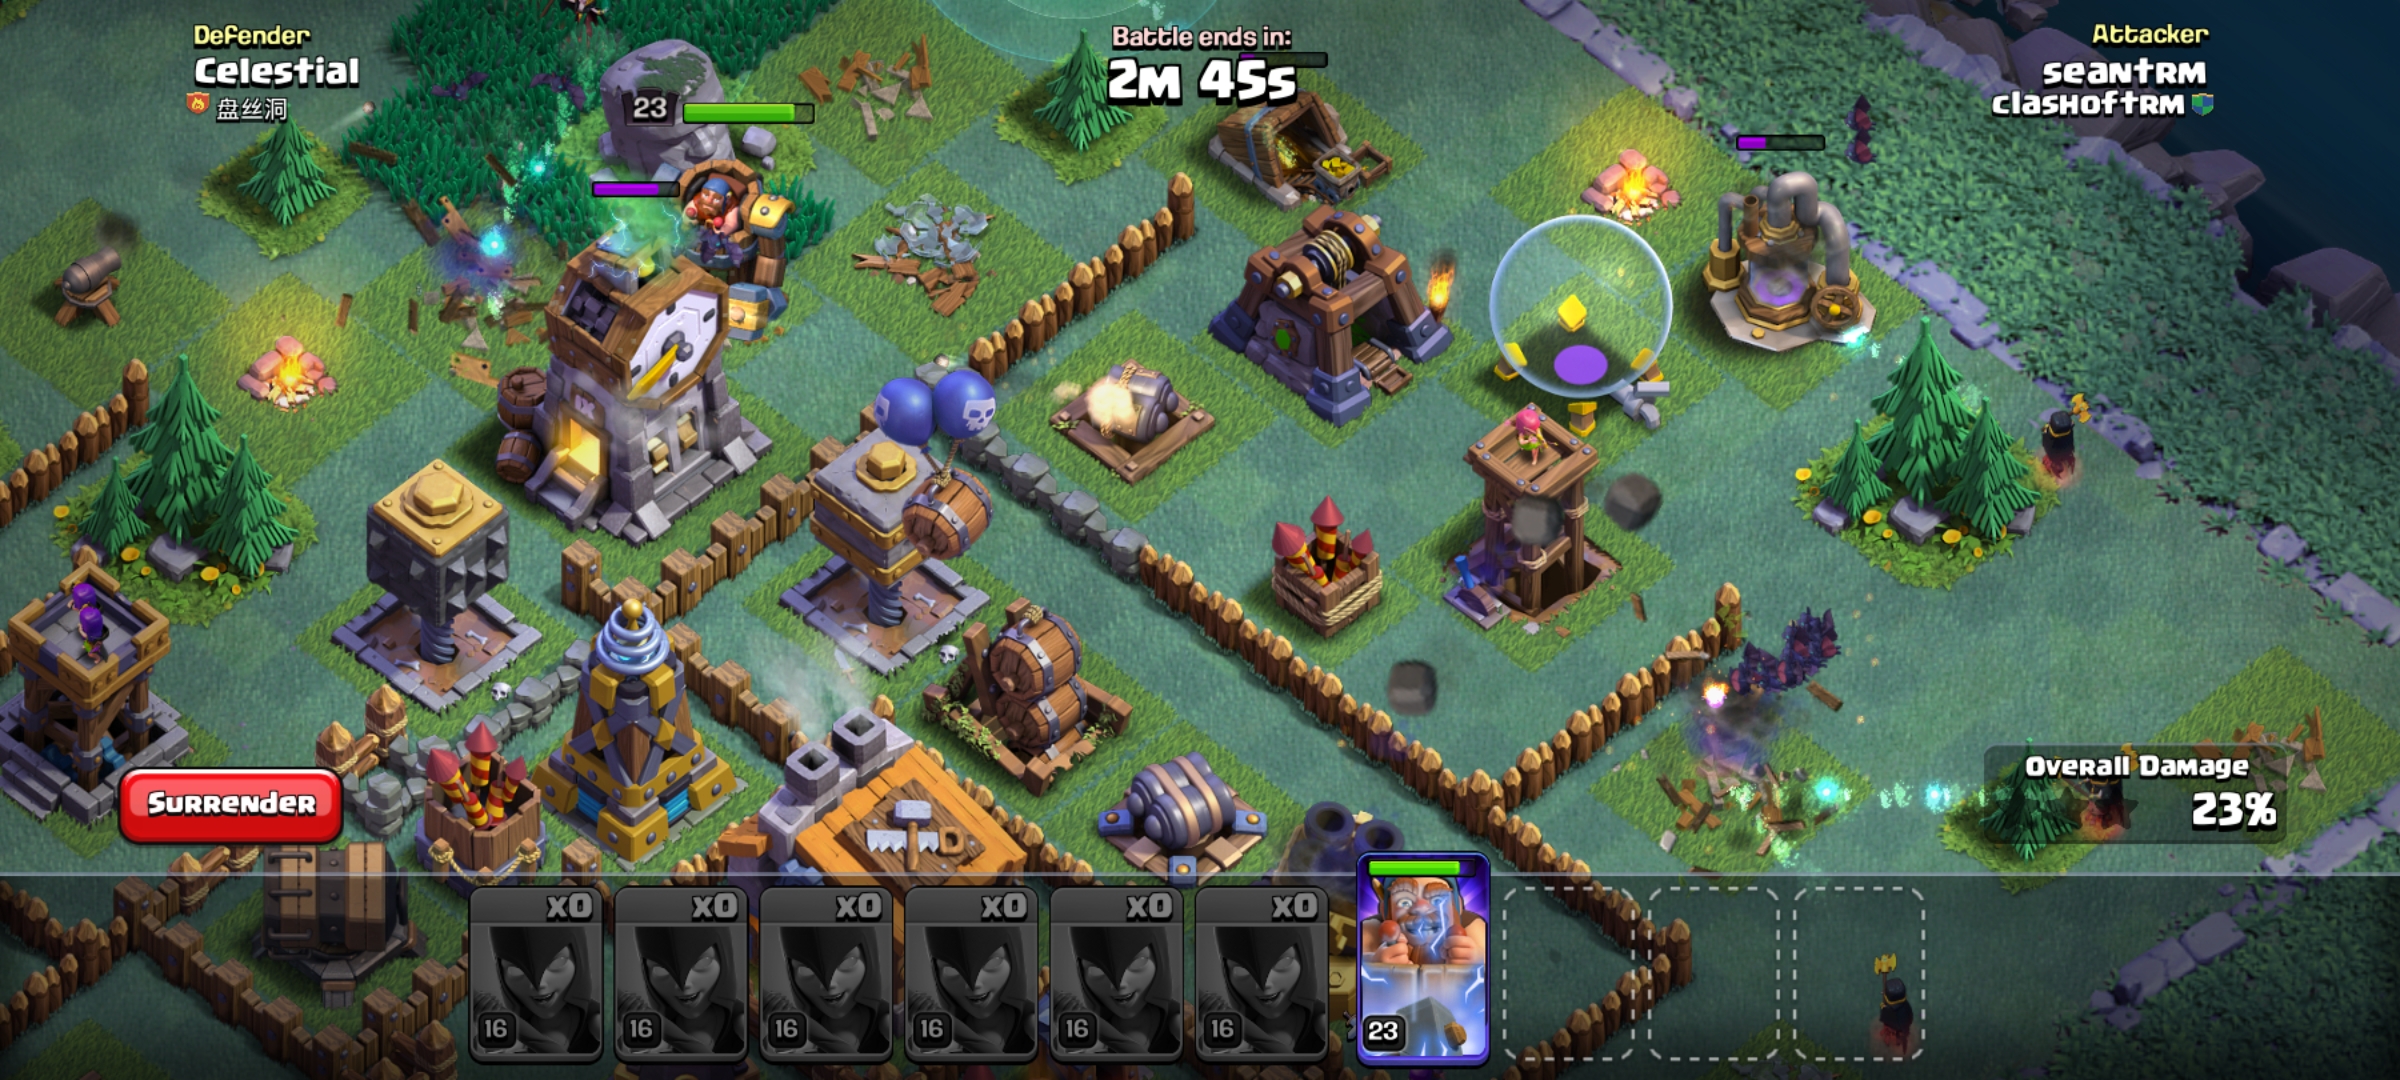 Defender
Celestial
盘丝洞
Battle ends in:
2M 45s
Attacker
seantRM
clashoftRM
23
Surrender
Overall Damage
23%
x0
x0
x0
x0
x0
x0
16
16
16
16
16
16
23